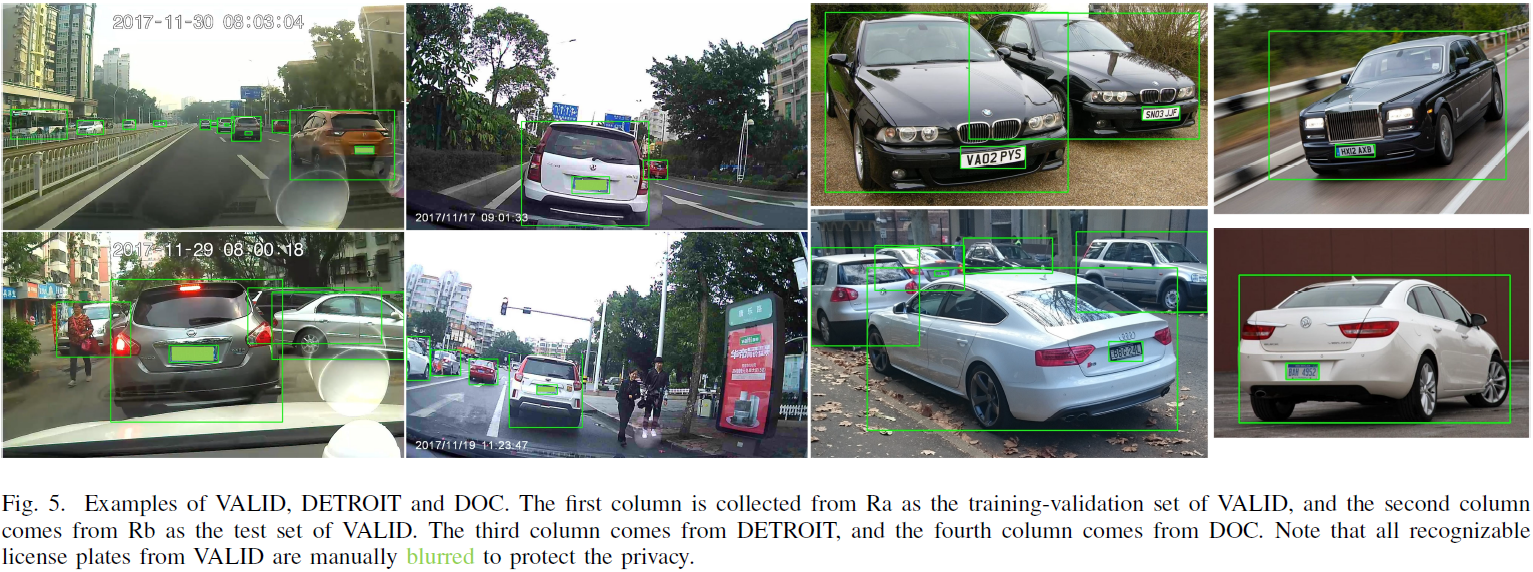 2017-11-30 08:03:04
2017/11/17 09:01:33
VA02 PYS
SN03 JJF
HX12 AXB
2017-11-29 08:00:18
2017/11/19 11:23:47
BAN 4952
Fig. 5. Examples of VALID, DETROIT and DOC. The first column is collected from Ra as the training-validation set of VALID, and the second column
comes from Rb as the test set of VALID. The third column comes from DETROIT, and the fourth column comes from DOC. Note that all recognizable
license plates from VALID are manually blurred to protect the privacy.